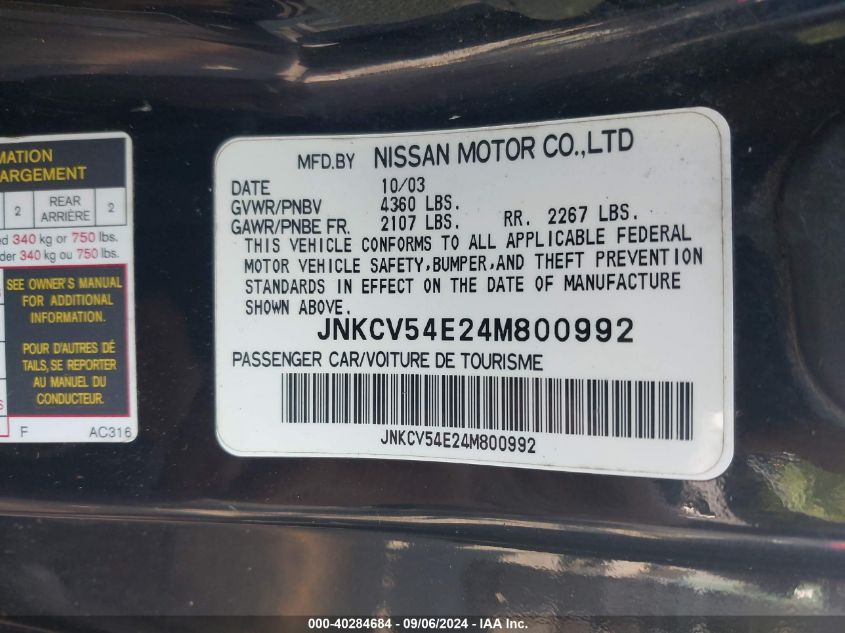 MATION
ARGEMENT
2 REAR ARRIÈRE 2
ed 340 kg or 750 lbs.
der 340 kg ou 750 lbs.
SEE OWNER'S MANUAL
FOR ADDITIONAL
INFORMATION.
POUR D'AUTRES DÉ
TAILS, SE REPORTER
AU MANUEL DU
CONDUCTEUR.
F AC316
MFD.BY NISSAN MOTOR CO.,LTD
DATE 10/03
GVWR/PNBV 4360 LBS.
GAWR/PNBE FR. 2107 LBS. RR. 2267 LBS.
THIS VEHICLE CONFORMS TO ALL APPLICABLE FEDERAL
MOTOR VEHICLE SAFETY,BUMPER,AND THEFT PREVENTION
STANDARDS IN EFFECT ON THE DATE OF MANUFACTURE
SHOWN ABOVE.
JNKCV54E24M800992
PASSENGER CAR/VOITURE DE TOURISME
JNKCV54E24M800992
000-40284684 - 09/06/2024 - IAA Inc.